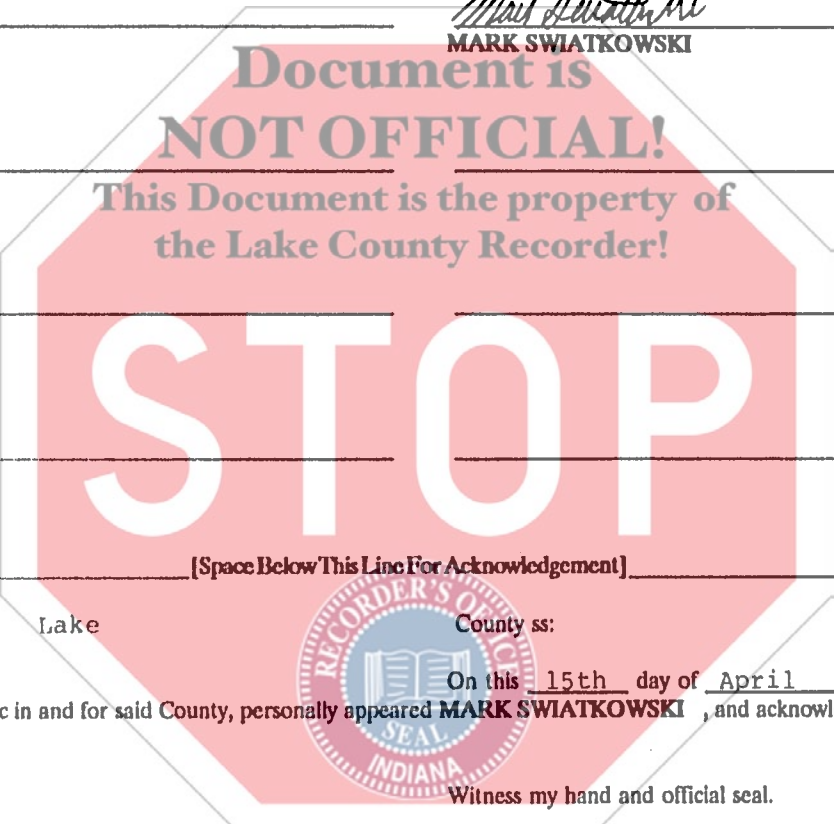 Mark Swiatkowski
MARK SWIATKOWSKI
Document is
NOT OFFICIAL!
This Document is the property of
the Lake County Recorder!
STOP
[Space Below This Line For Acknowledgement]
RECORDER'S OFFICE
Lake County ss:
On this 15th day of April
c in and for said County, personally appeared MARK SWIATKOWSKI , and acknowl
SEAL
INDIANA
Witness my hand and official seal.